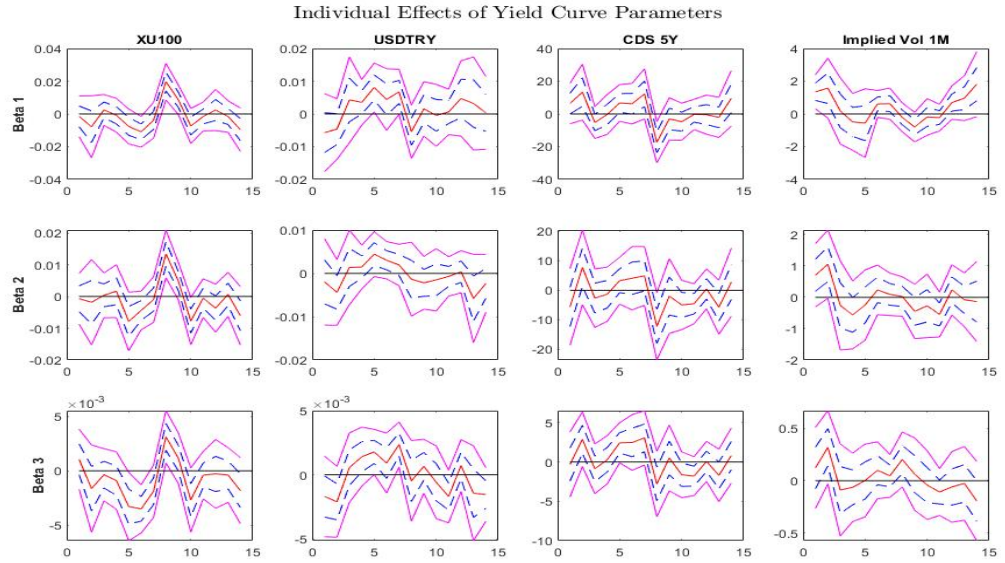 Individual Effects of Yield Curve Parameters
XU100 USDTRY CDS 5Y Implied Vol 1M
Beta 1
0.04 0.02 40 4
0.02 0.01 20 2
0 0 0 0
-0.02 -0.01 -20 -2
-0.04 -0.02 -40 -4
0 5 10 15 0 5 10 15 0 5 10 15 0 5 10 15
Beta 2
0.02 0.01 20 2
0.01 0 10 1
0 -0.01 0 0
-0.01 -0.02 -10 -1
-0.02 -20 -2
0 5 10 15 0 5 10 15 0 5 10 15 0 5 10 15
Beta 3
×10⁻³ ×10⁻³
5 5 5 0.5
0 0 0 0
-5 -5 -5 -0.5
-10
0 5 10 15 0 5 10 15 0 5 10 15 0 5 10 15